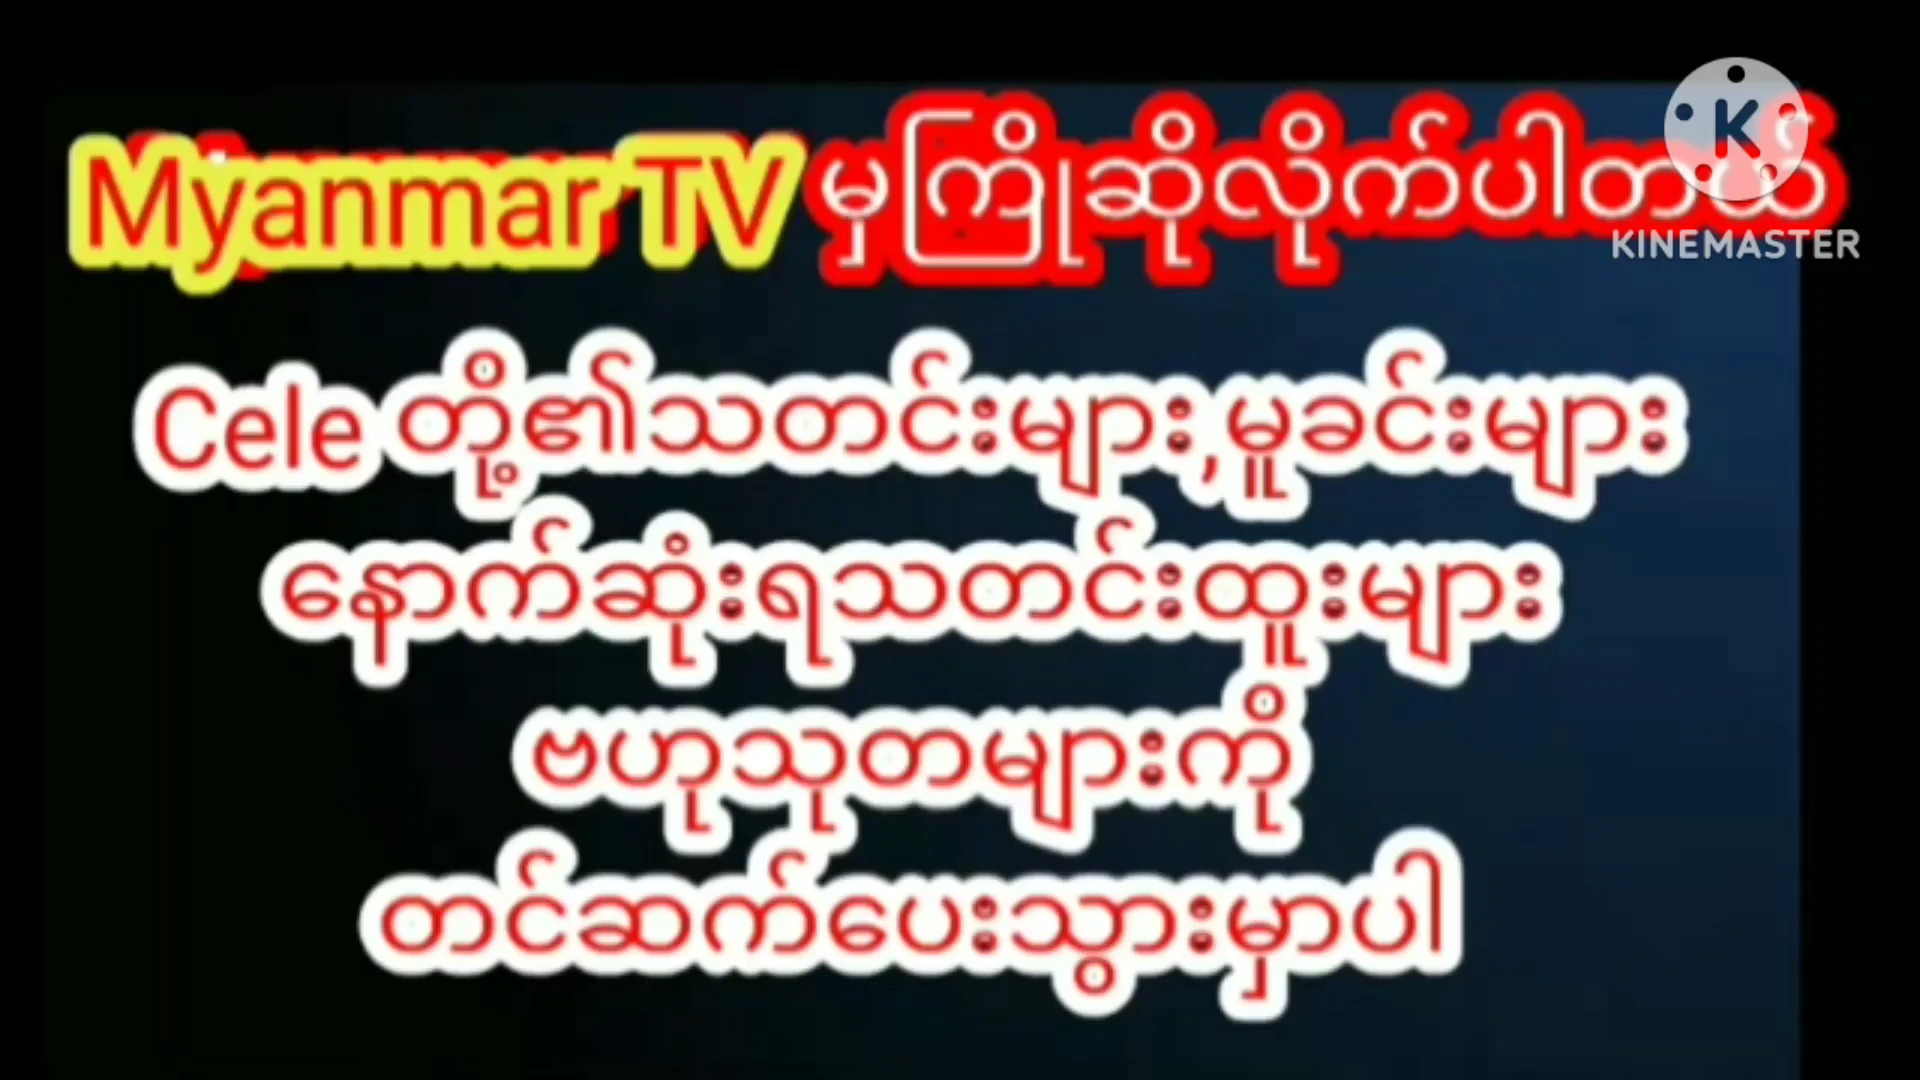 Myanmar TV မှကြိုဆိုလိုက်ပါတယ်
KINEMASTER
Cele တို့၏သတင်းများ,မူခင်းများ
နောက်ဆုံးရသတင်းထူးများ
ဗဟုသုတများကို
တင်ဆက်ပေးသွားမှာပါ